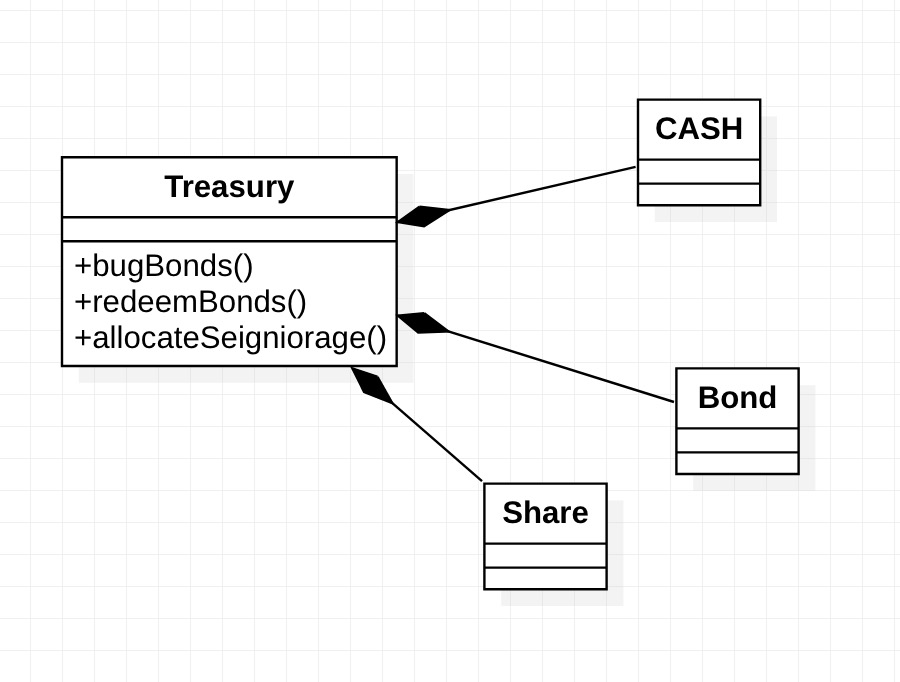 CASH
Treasury
+bugBonds()
+redeemBonds()
+allocateSeigniorage()
Bond
Share